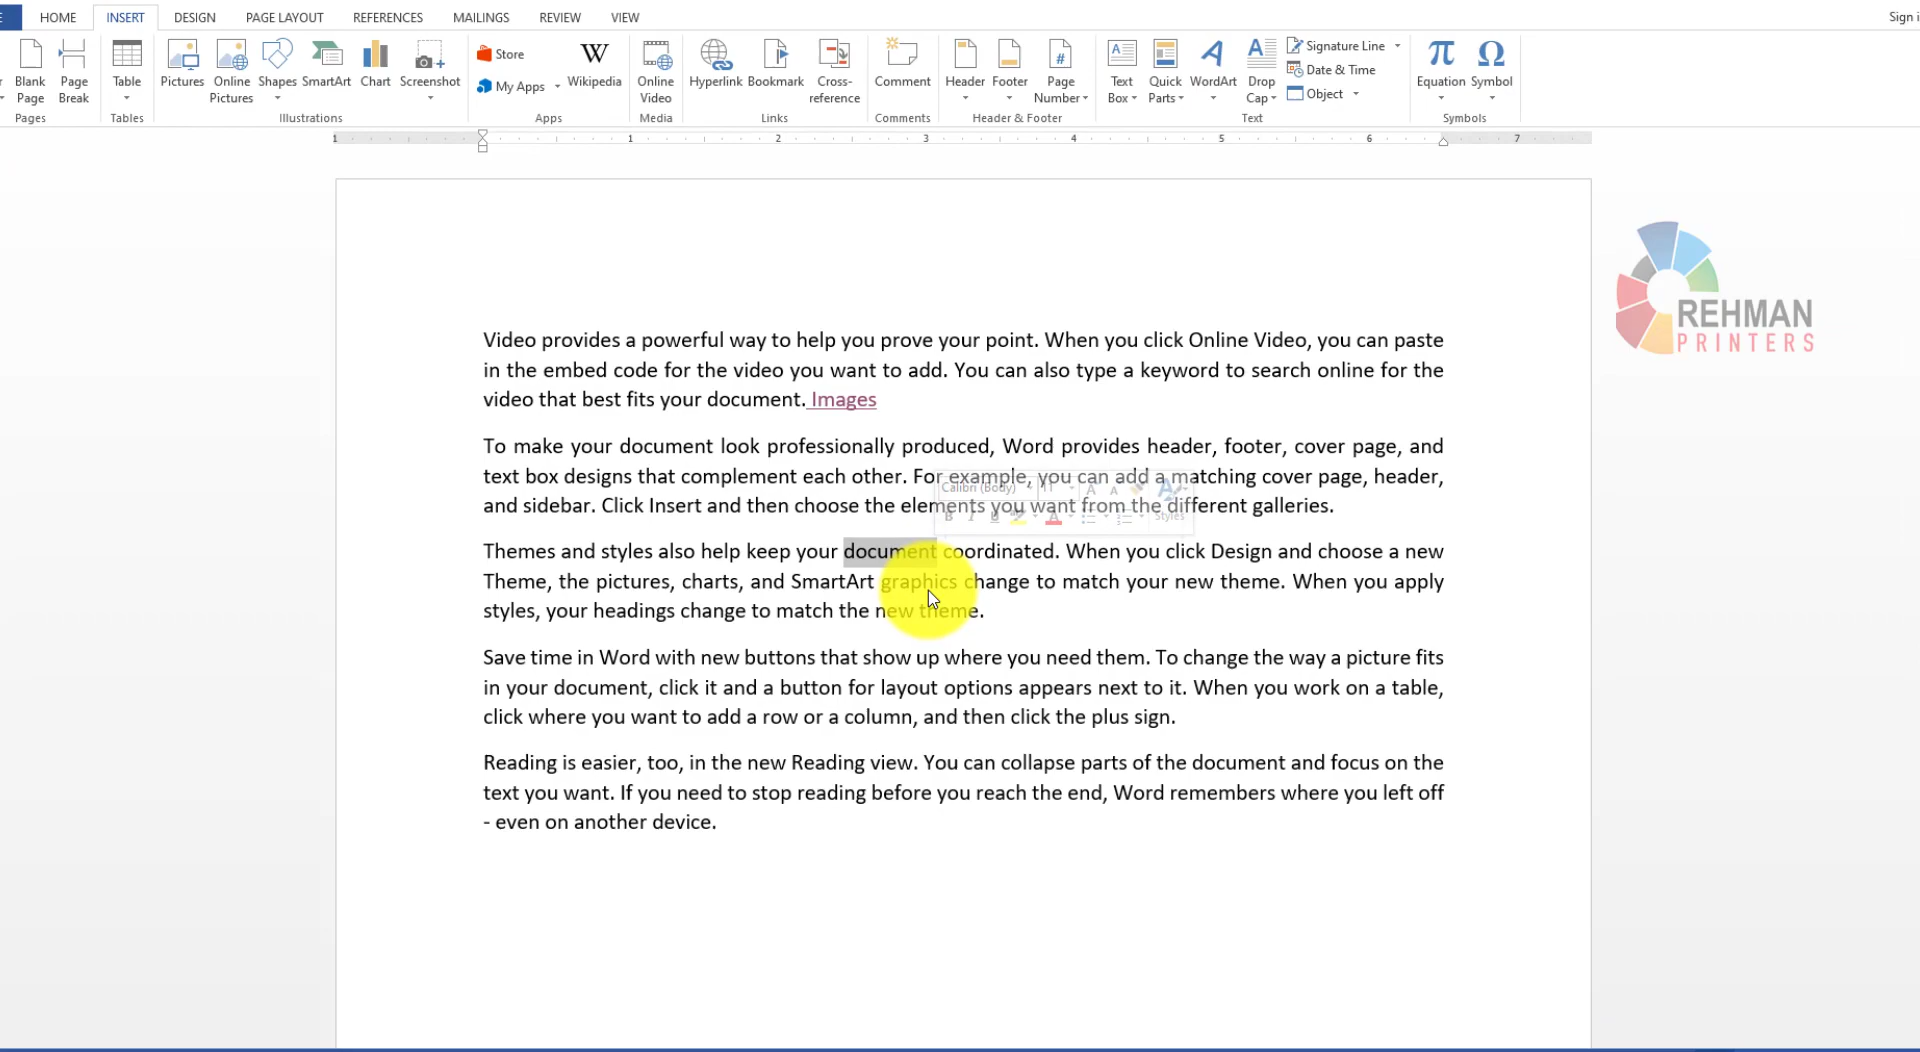 HOME INSERT DESIGN PAGE LAYOUT REFERENCES MAILINGS REVIEW VIEW Sign i
Blank Page
Page Break
Pages
Table
Tables
Pictures
Online Pictures
Shapes
SmartArt
Chart
Screenshot
Illustrations
Store
My Apps
Wikipedia
Apps
Online Video
Media
Hyperlink
Bookmark
Cross-reference
Links
Comment
Comments
Header
Footer
Page Number
Header & Footer
Text Box
Quick Parts
WordArt
Drop Cap
Signature Line
Date & Time
Object
Text
Equation
Symbol
Symbols
1 1 2 3 4 5 6 7
REHMAN
PRINTERS
Video provides a powerful way to help you prove your point. When you click Online Video, you can paste
in the embed code for the video you want to add. You can also type a keyword to search online for the
video that best fits your document. Images
To make your document look professionally produced, Word provides header, footer, cover page, and
text box designs that complement each other. For example, you can add a matching cover page, header,
Calibri (Body) 11
and sidebar. Click Insert and then choose the elements you want from the different galleries.
B I U Styles
Themes and styles also help keep your document coordinated. When you click Design and choose a new
Theme, the pictures, charts, and SmartArt graphics change to match your new theme. When you apply
styles, your headings change to match the new theme.
Save time in Word with new buttons that show up where you need them. To change the way a picture fits
in your document, click it and a button for layout options appears next to it. When you work on a table,
click where you want to add a row or a column, and then click the plus sign.
Reading is easier, too, in the new Reading view. You can collapse parts of the document and focus on the
text you want. If you need to stop reading before you reach the end, Word remembers where you left off
- even on another device.